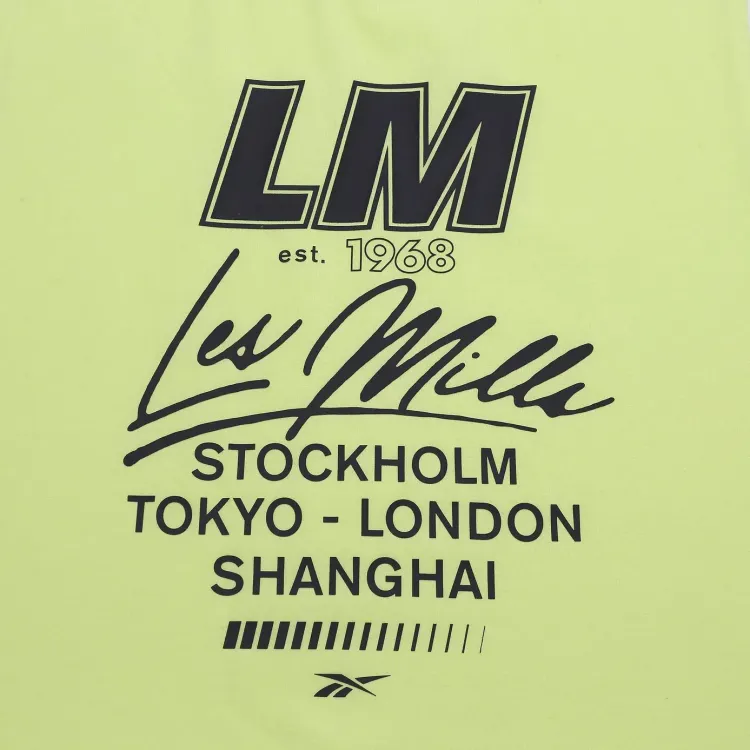 LM
est. 1968
Les Mills
STOCKHOLM
TOKYO - LONDON
SHANGHAI